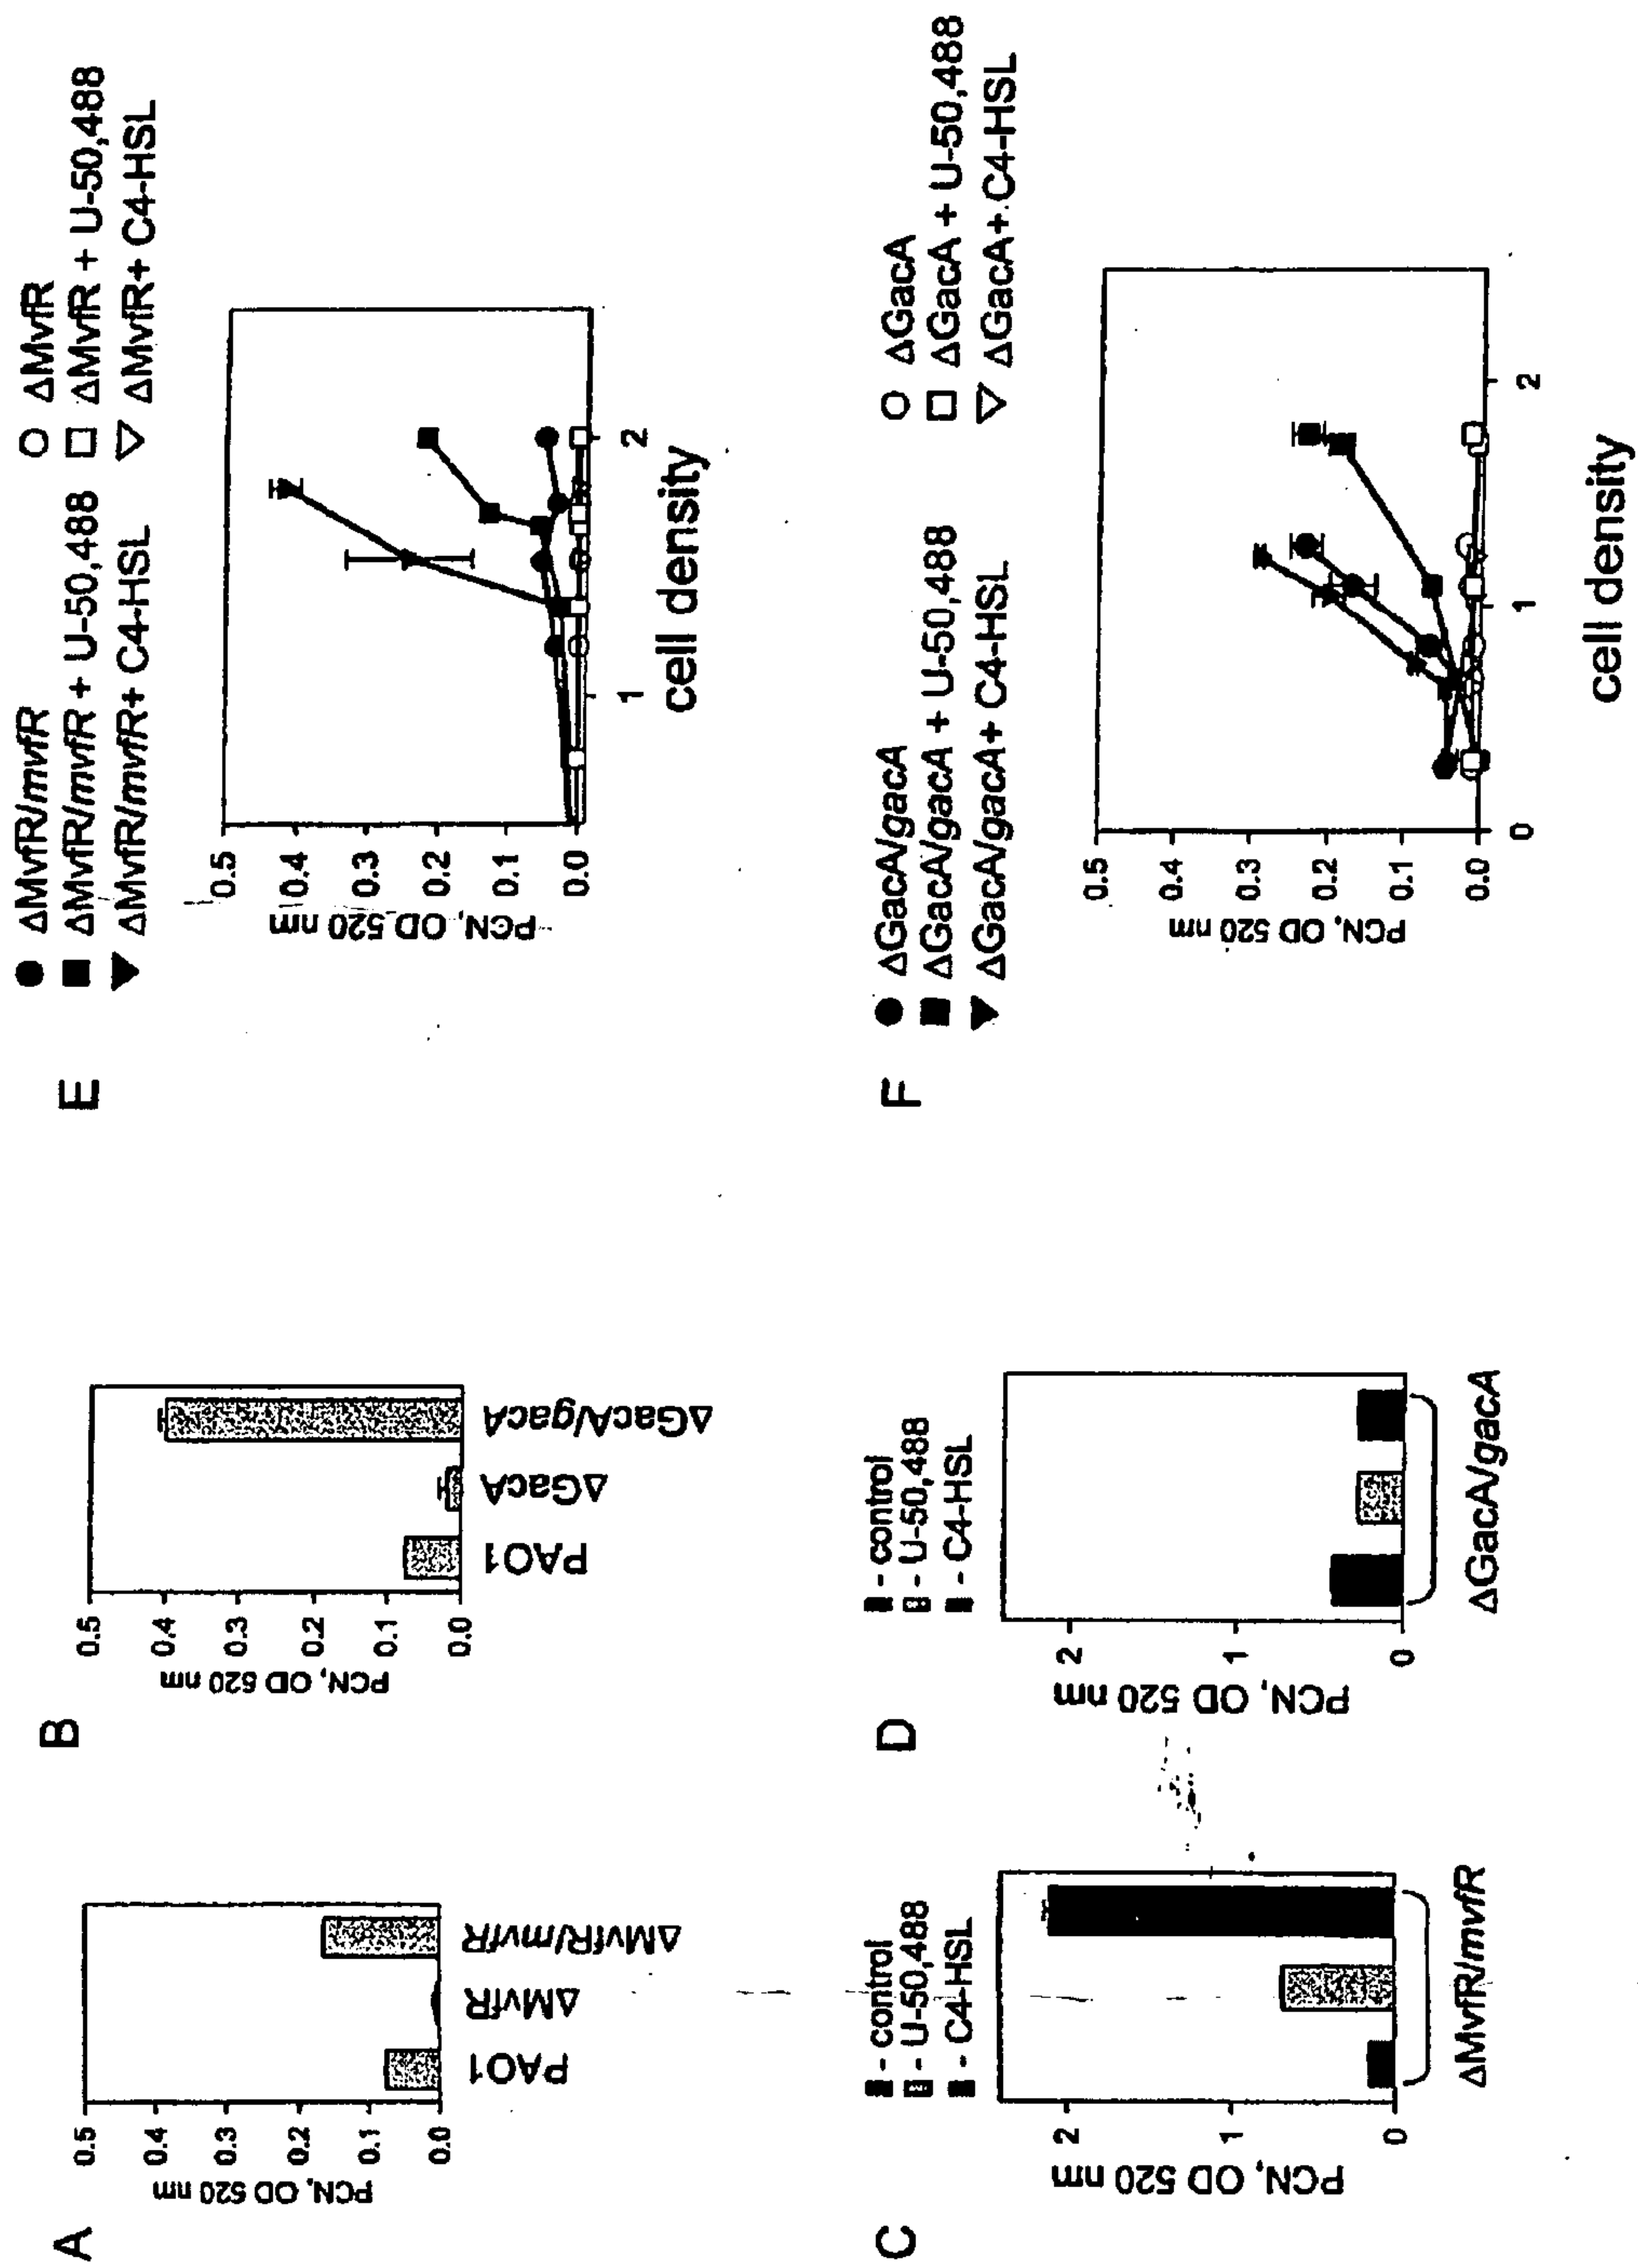 A
PCN, OD 520 nm
0.5
0.4
0.3
0.2
0.1
0.0
PAO1
ΔMvfR
ΔMvfR/mvfR
B
PCN, OD 520 nm
0.5
0.4
0.3
0.2
0.1
0.0
PAO1
ΔGacA
ΔGacA/gacA
C
- control
- U-50,488
- C4-HSL
PCN, OD 520 nm
2
1
0
ΔMvfR/mvfR
D
- control
- U-50,488
- C4-HSL
PCN, OD 520 nm
2
1
0
ΔGacA/gacA
E
ΔMvfR/mvfR
ΔMvfR
ΔMvfR/mvfR + U-50,488
ΔMvfR + U-50,488
ΔMvfR/mvfR+ C4-HSL
ΔMvfR+ C4-HSL
PCN, OD 520 nm
0.5
0.4
0.3
0.2
0.1
0.0
1
2
cell density
F
ΔGacA/gacA
ΔGacA
ΔGacA/gacA + U-50,488
ΔGacA + U-50,488
ΔGacA/gacA+ C4-HSL
ΔGacA+ C4-HSL
PCN, OD 520 nm
0.5
0.4
0.3
0.2
0.1
0.0
0
1
2
cell density